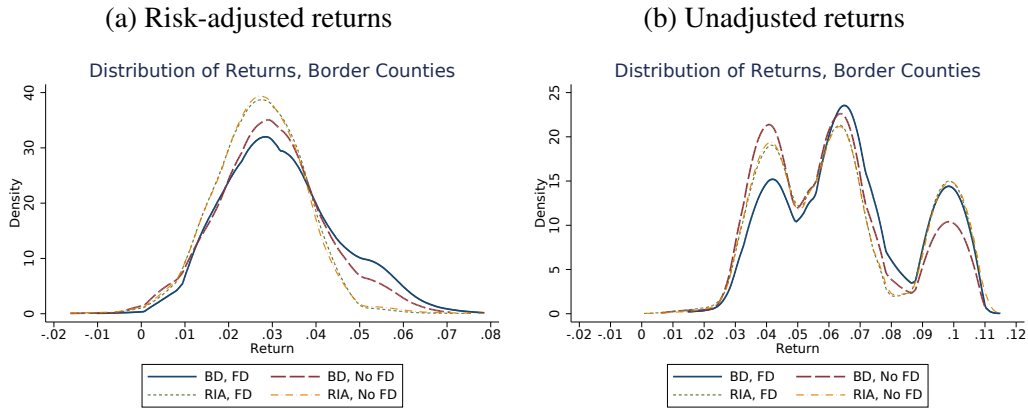 (a) Risk-adjusted returns
Distribution of Returns, Border Counties
Density
0 10 20 30 40
-.02 -.01 0 .01 .02 .03 .04 .05 .06 .07 .08
Return
BD, FD BD, No FD
RIA, FD RIA, No FD
(b) Unadjusted returns
Distribution of Returns, Border Counties
Density
0 5 10 15 20 25
-.02 .01 0 .01 .02 .03 .04 .05 .06 .07 .08 .09 .1 .11 .12
Return
BD, FD BD, No FD
RIA, FD RIA, No FD